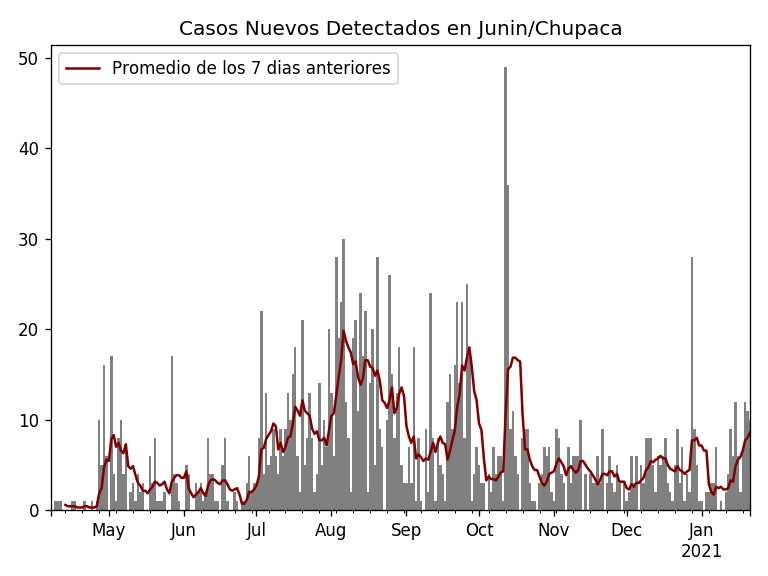 Casos Nuevos Detectados en Junin/Chupaca
Promedio de los 7 dias anteriores
50
40
30
20
10
0
May Jun Jul Aug Sep Oct Nov Dec Jan
2021